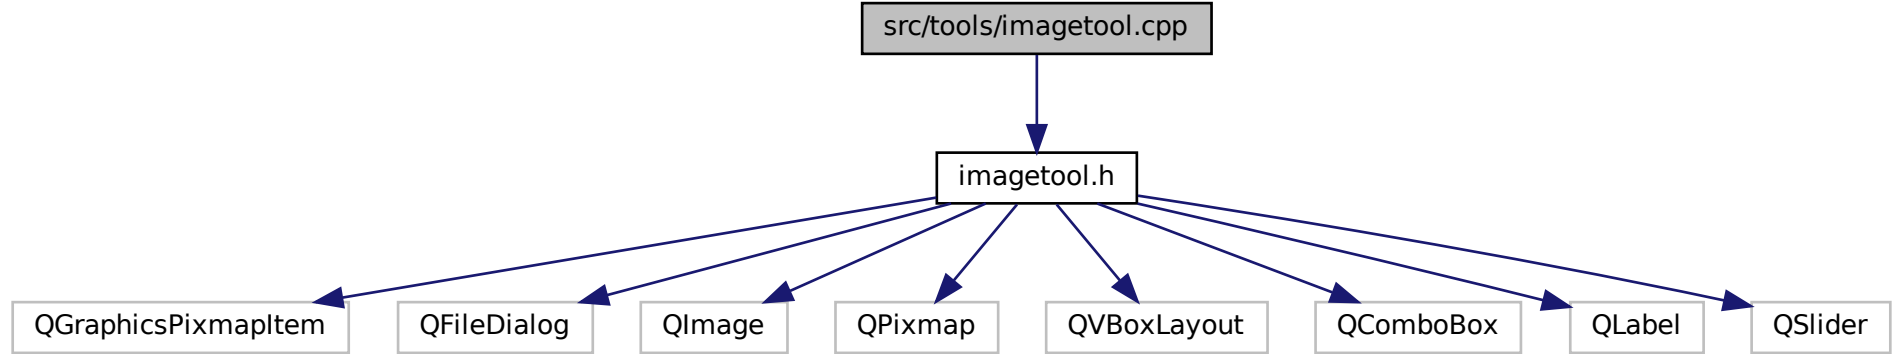 src/tools/imagetool.cpp
imagetool.h
QGraphicsPixmapItem
QFileDialog
QImage
QPixmap
QVBoxLayout
QComboBox
QLabel
QSlider